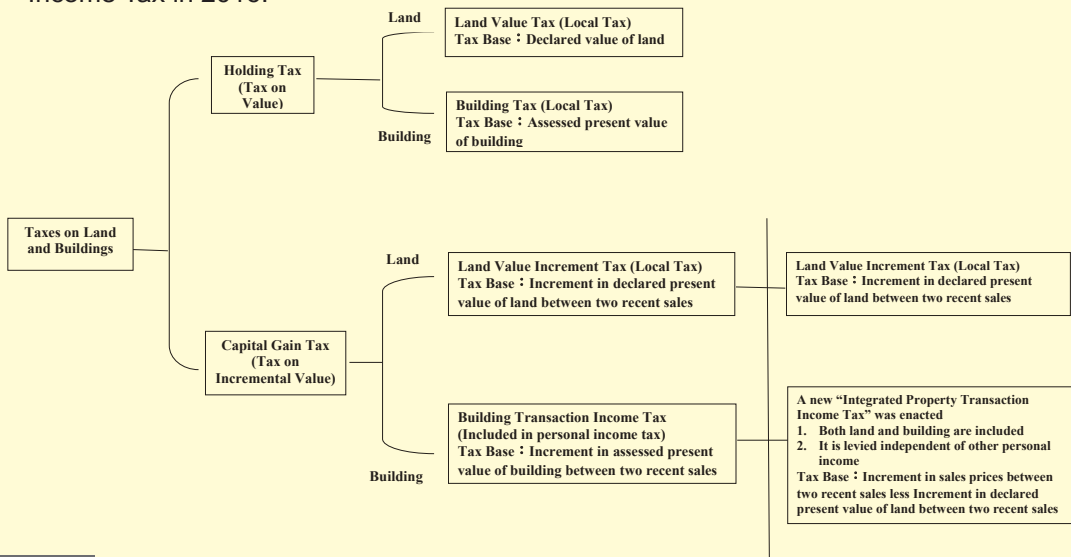 Income Tax in 2016.
Land
Land Value Tax (Local Tax)
Tax Base：Declared value of land
Holding Tax
(Tax on
Value)
Building Tax (Local Tax)
Tax Base：Assessed present value
of building
Building
Taxes on Land
and Buildings
Land
Land Value Increment Tax (Local Tax)
Tax Base：Increment in declared present
value of land between two recent sales
Land Value Increment Tax (Local Tax)
Tax Base：Increment in declared present
value of land between two recent sales
Capital Gain Tax
(Tax on
Incremental Value)
Building Transaction Income Tax
(Included in personal income tax)
Tax Base：Increment in assessed present
value of building between two recent sales
Building
A new “Integrated Property Transaction
Income Tax” was enacted
1. Both land and building are included
2. It is levied independent of other personal
income
Tax Base：Increment in sales prices between
two recent sales less Increment in declared
present value of land between two recent sales